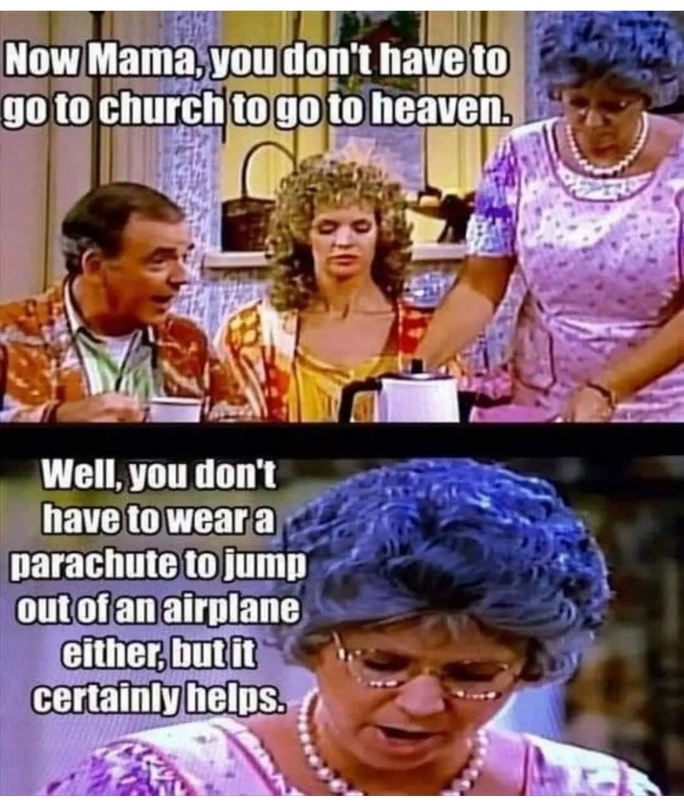 Now Mama, you don't have to
go to church to go to heaven.
Well, you don't
have to wear a
parachute to jump
out of an airplane
either, but it
certainly helps.